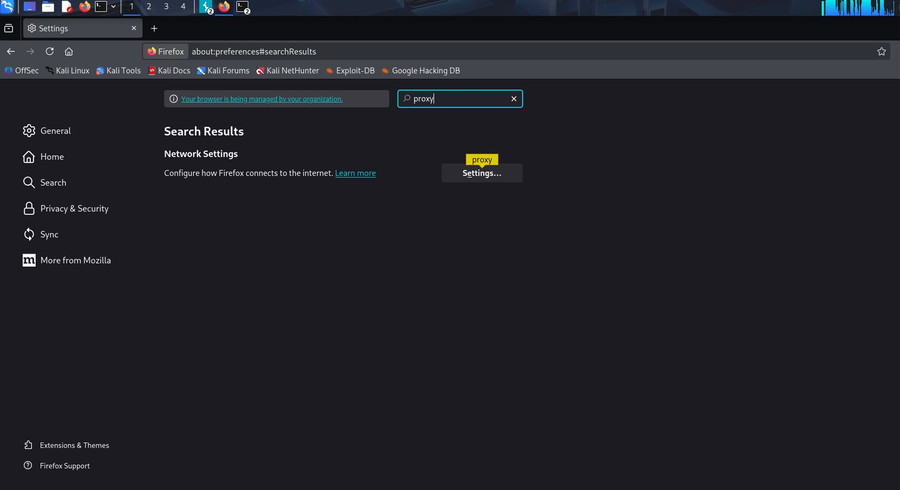 1 2 3 4 2 2
Settings
Firefox about:preferences#searchResults
OffSec Kali Linux Kali Tools Kali Docs Kali Forums Kali NetHunter Exploit-DB Google Hacking DB
Your browser is being managed by your organization. proxy
General
Home
Search
Privacy & Security
Sync
More from Mozilla
Search Results
Network Settings
proxy
Configure how Firefox connects to the internet. Learn more Settings...
Extensions & Themes
Firefox Support